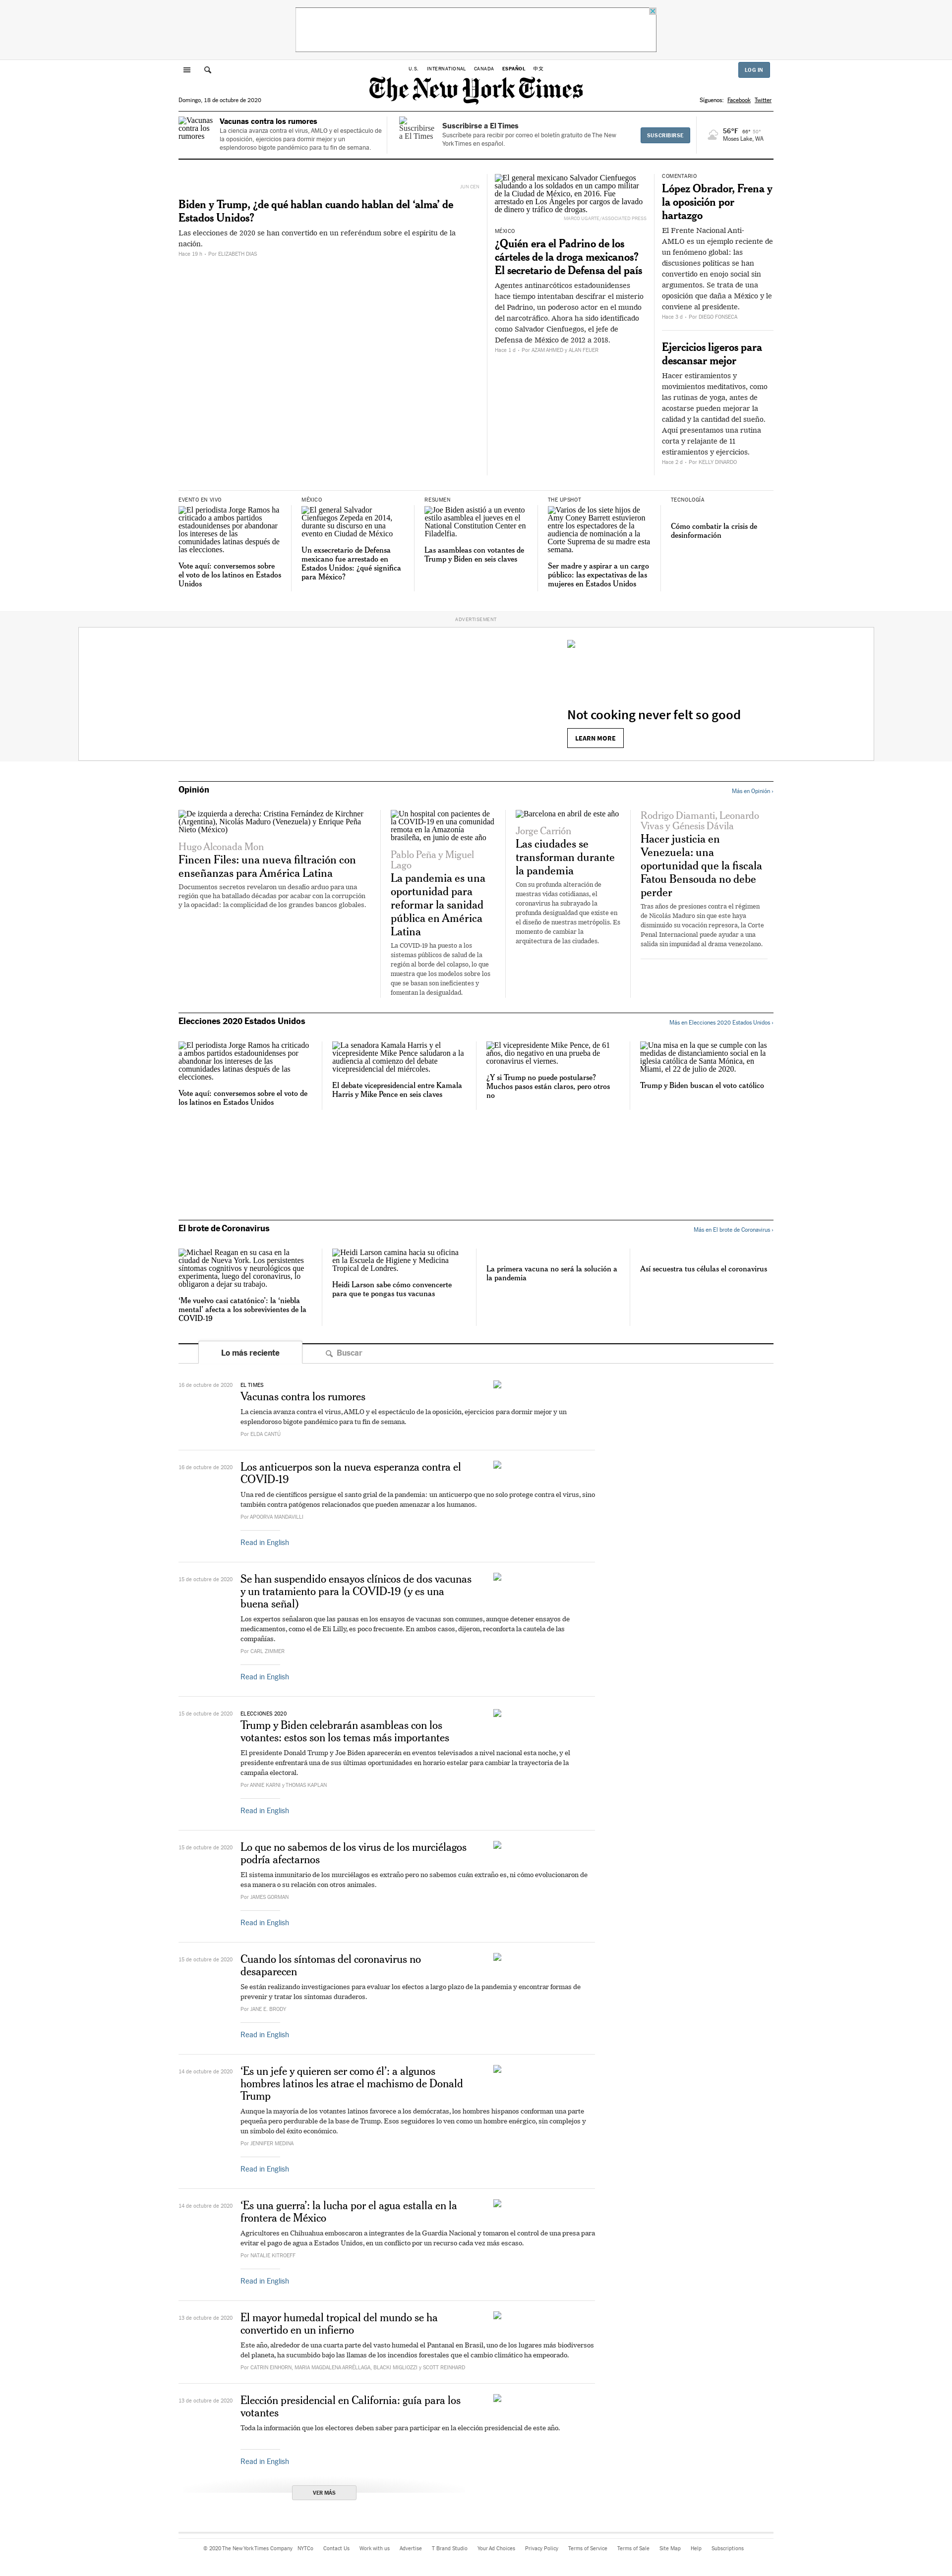 U.S.
INTERNATIONAL
CANADA
ESPAÑOL
中文
LOG IN
The New York Times
Domingo, 18 de octubre de 2020
Síguenos:
Facebook
Twitter
Vacunas
contra los
rumores
Vacunas contra los rumores
La ciencia avanza contra el virus, AMLO y el espectáculo de
la oposición, ejercicios para dormir mejor y un
esplendoroso bigote pandémico para tu fin de semana.
Suscribirse
a El Times
Suscribirse a El Times
Suscríbete para recibir por correo el boletín gratuito de The New
York Times en español.
SUSCRIBIRSE
56°F
Moses Lake, WA
JUN CEN
Biden y Trump, ¿de qué hablan cuando hablan del ‘alma’ de
Estados Unidos?
Las elecciones de 2020 se han convertido en un referéndum sobre el espíritu de la
nación.
Hace 19 h – Por ELIZABETH DIAS
El general mexicano Salvador Cienfuegos
saludando a los soldados en un campo militar
de la Ciudad de México, en 2016. Fue
arrestado en Los Ángeles por cargos de lavado
de dinero y tráfico de drogas.
MARCO UGARTE/ASSOCIATED PRESS
MÉXICO
¿Quién era el Padrino de los
cárteles de la droga mexicanos?
El secretario de Defensa del país
Agentes antinarcóticos estadounidenses
hace tiempo intentaban descifrar el misterio
del Padrino, un poderoso actor en el mundo
del narcotráfico. Ahora ha sido identificado
como Salvador Cienfuegos, el jefe de
Defensa de México de 2012 a 2018.
Hace 1 d – Por AZAM AHMED y ALAN FEUER
COMENTARIO
López Obrador, Frena y
la oposición por
hartazgo
El Frente Nacional Anti-
AMLO es un ejemplo reciente de
un fenómeno global: las
discusiones políticas se han
convertido en enojo social sin
argumentos. Se trata de una
oposición que daña a México y le
conviene al presidente.
Hace 3 d – Por DIEGO FONSECA
Ejercicios ligeros para
descansar mejor
Hacer estiramientos y
movimientos meditativos, como
las rutinas de yoga, antes de
acostarse pueden mejorar la
calidad y la cantidad del sueño.
Aquí presentamos una rutina
corta y relajante de 11
estiramientos y ejercicios.
Hace 2 d – Por KELLY DINARDO
EVENTO EN VIVO
El periodista Jorge Ramos ha
criticado a ambos partidos
estadounidenses por abandonar
los intereses de las
comunidades latinas después de
las elecciones.
Vote aquí: conversemos sobre
el voto de los latinos en Estados
Unidos
MÉXICO
El general Salvador
Cienfuegos Zepeda en 2014,
durante su discurso en una
evento en Ciudad de México
Un exsecretario de Defensa
mexicano fue arrestado en
Estados Unidos: ¿qué significa
para México?
RESUMEN
Joe Biden asistió a un evento
estilo asamblea el jueves en el
National Constitution Center en
Filadelfia.
Las asambleas con votantes de
Trump y Biden en seis claves
THE UPSHOT
Varios de los siete hijos de
Amy Coney Barrett estuvieron
entre los espectadores de la
audiencia de nominación a la
Corte Suprema de su madre esta
semana.
Ser madre y aspirar a un cargo
público: las expectativas de las
mujeres en Estados Unidos
TECNOLOGÍA
Cómo combatir la crisis de
desinformación
ADVERTISEMENT
Not cooking never felt so good
LEARN MORE
Opinión
Más en Opinión ›
De izquierda a derecha: Cristina Fernández de Kirchner
(Argentina), Nicolás Maduro (Venezuela) y Enrique Peña
Nieto (México)
Hugo Alconada Mon
Fincen Files: una nueva filtración con
enseñanzas para América Latina
Documentos secretos revelaron un desafío arduo para una
región que ha batallado décadas por acabar con la corrupción
y la opacidad: la complicidad de los grandes bancos globales.
Un hospital con pacientes de
la COVID-19 en una comunidad
remota en la Amazonía
brasileña, en junio de este año
Pablo Peña y Miguel
Lago
La pandemia es una
oportunidad para
reformar la sanidad
pública en América
Latina
La COVID-19 ha puesto a los
sistemas públicos de salud de la
región al borde del colapso, lo que
muestra que los modelos sobre los
que se basan son ineficientes y
fomentan la desigualdad.
Barcelona en abril de este año
Jorge Carrión
Las ciudades se
transforman durante
la pandemia
Con su profunda alteración de
nuestras vidas cotidianas, el
coronavirus ha subrayado la
profunda desigualdad que existe en
el diseño de nuestras metrópolis. Es
momento de cambiar la
arquitectura de las ciudades.
Rodrigo Diamanti, Leonardo
Vivas y Génesis Dávila
Hacer justicia en
Venezuela: una
oportunidad que la fiscala
Fatou Bensouda no debe
perder
Tras años de presiones contra el régimen
de Nicolás Maduro sin que este haya
disminuido su vocación represora, la Corte
Penal Internacional puede ayudar a una
salida sin impunidad al drama venezolano.
Elecciones 2020 Estados Unidos
Más en Elecciones 2020 Estados Unidos ›
El periodista Jorge Ramos ha criticado
a ambos partidos estadounidenses por
abandonar los intereses de las
comunidades latinas después de las
elecciones.
Vote aquí: conversemos sobre el voto de
los latinos en Estados Unidos
La senadora Kamala Harris y el
vicepresidente Mike Pence saludaron a la
audiencia al comienzo del debate
vicepresidencial del miércoles.
El debate vicepresidencial entre Kamala
Harris y Mike Pence en seis claves
El vicepresidente Mike Pence, de 61
años, dio negativo en una prueba de
coronavirus el viernes.
¿Y si Trump no puede postularse?
Muchos pasos están claros, pero otros
no
Una misa en la que se cumple con las
medidas de distanciamiento social en la
iglesia católica de Santa Mónica, en
Miami, el 22 de julio de 2020.
Trump y Biden buscan el voto católico
El brote de Coronavirus
Más en El brote de Coronavirus ›
Michael Reagan en su casa en la
ciudad de Nueva York. Los persistentes
síntomas cognitivos y neurológicos que
experimenta, luego del coronavirus, lo
obligaron a dejar su trabajo.
‘Me vuelvo casi catatónico’: la ‘niebla
mental’ afecta a los sobrevivientes de la
COVID-19
Heidi Larson camina hacia su oficina
en la Escuela de Higiene y Medicina
Tropical de Londres.
Heidi Larson sabe cómo convencerte
para que te pongas tus vacunas
La primera vacuna no será la solución a
la pandemia
Así secuestra tus células el coronavirus
Lo más reciente
Buscar
16 de octubre de 2020
EL TIMES
Vacunas contra los rumores
La ciencia avanza contra el virus, AMLO y el espectáculo de la oposición, ejercicios para dormir mejor y un
esplendoroso bigote pandémico para tu fin de semana.
Por ELDA CANTÚ
16 de octubre de 2020
Los anticuerpos son la nueva esperanza contra el
COVID-19
Una red de científicos persigue el santo grial de la pandemia: un anticuerpo que no solo protege contra el virus, sino
también contra patógenos relacionados que pueden amenazar a los humanos.
Por APOORVA MANDAVILLI
Read in English
15 de octubre de 2020
Se han suspendido ensayos clínicos de dos vacunas
y un tratamiento para la COVID-19 (y es una
buena señal)
Los expertos señalaron que las pausas en los ensayos de vacunas son comunes, aunque detener ensayos de
medicamentos, como el de Eli Lilly, es poco frecuente. En ambos casos, dijeron, reconforta la cautela de las
compañías.
Por CARL ZIMMER
Read in English
15 de octubre de 2020
ELECCIONES 2020
Trump y Biden celebrarán asambleas con los
votantes: estos son los temas más importantes
El presidente Donald Trump y Joe Biden aparecerán en eventos televisados a nivel nacional esta noche, y el
presidente enfrentará una de sus últimas oportunidades en horario estelar para cambiar la trayectoria de la
campaña electoral.
Por ANNIE KARNI y THOMAS KAPLAN
Read in English
15 de octubre de 2020
Lo que no sabemos de los virus de los murciélagos
podría afectarnos
El sistema inmunitario de los murciélagos es extraño pero no sabemos cuán extraño es, ni cómo evolucionaron de
esa manera o su relación con otros animales.
Por JAMES GORMAN
Read in English
15 de octubre de 2020
Cuando los síntomas del coronavirus no
desaparecen
Se están realizando investigaciones para evaluar los efectos a largo plazo de la pandemia y encontrar formas de
prevenir y tratar los síntomas duraderos.
Por JANE E. BRODY
Read in English
14 de octubre de 2020
‘Es un jefe y quieren ser como él’: a algunos
hombres latinos les atrae el machismo de Donald
Trump
Aunque la mayoría de los votantes latinos favorece a los demócratas, los hombres hispanos conforman una parte
pequeña pero perdurable de la base de Trump. Esos seguidores lo ven como un hombre enérgico, sin complejos y
un símbolo del éxito económico.
Por JENNIFER MEDINA
Read in English
14 de octubre de 2020
‘Es una guerra’: la lucha por el agua estalla en la
frontera de México
Agricultores en Chihuahua emboscaron a integrantes de la Guardia Nacional y tomaron el control de una presa para
evitar el pago de agua a Estados Unidos, en un conflicto por un recurso cada vez más escaso.
Por NATALIE KITROEFF
Read in English
13 de octubre de 2020
El mayor humedal tropical del mundo se ha
convertido en un infierno
Este año, alrededor de una cuarta parte del vasto humedal el Pantanal en Brasil, uno de los lugares más biodiversos
del planeta, ha sucumbido bajo las llamas de los incendios forestales que el cambio climático ha empeorado.
Por CATRIN EINHORN, MARIA MAGDALENA ARRÉLLAGA, BLACKI MIGLIOZZI y SCOTT REINHARD
13 de octubre de 2020
Elección presidencial en California: guía para los
votantes
Toda la información que los electores deben saber para participar en la elección presidencial de este año.
Read in English
VER MÁS
© 2020 The New York Times Company
NYTCo
Contact Us
Work with us
Advertise
T Brand Studio
Your Ad Choices
Privacy Policy
Terms of Service
Terms of Sale
Site Map
Help
Subscriptions